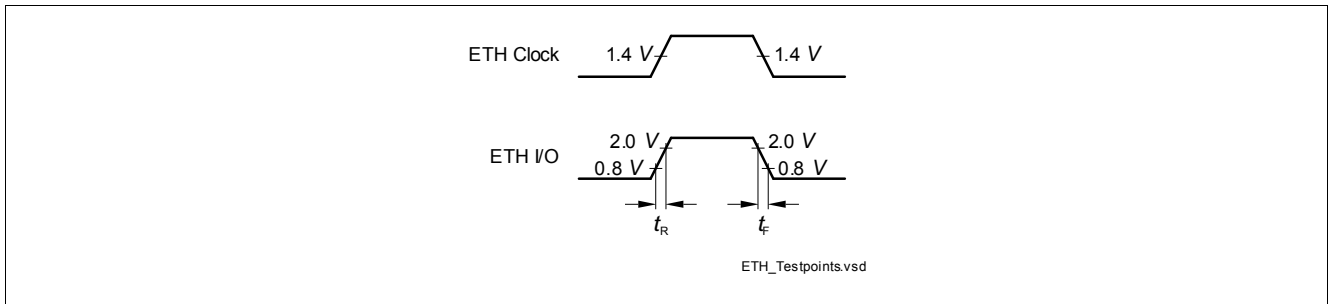 ETH Clock 1.4 V 1.4 V
2.0 V 2.0 V
ETH I/O
0.8 V 0.8 V
tR tF
ETH_Testpoints.vsd